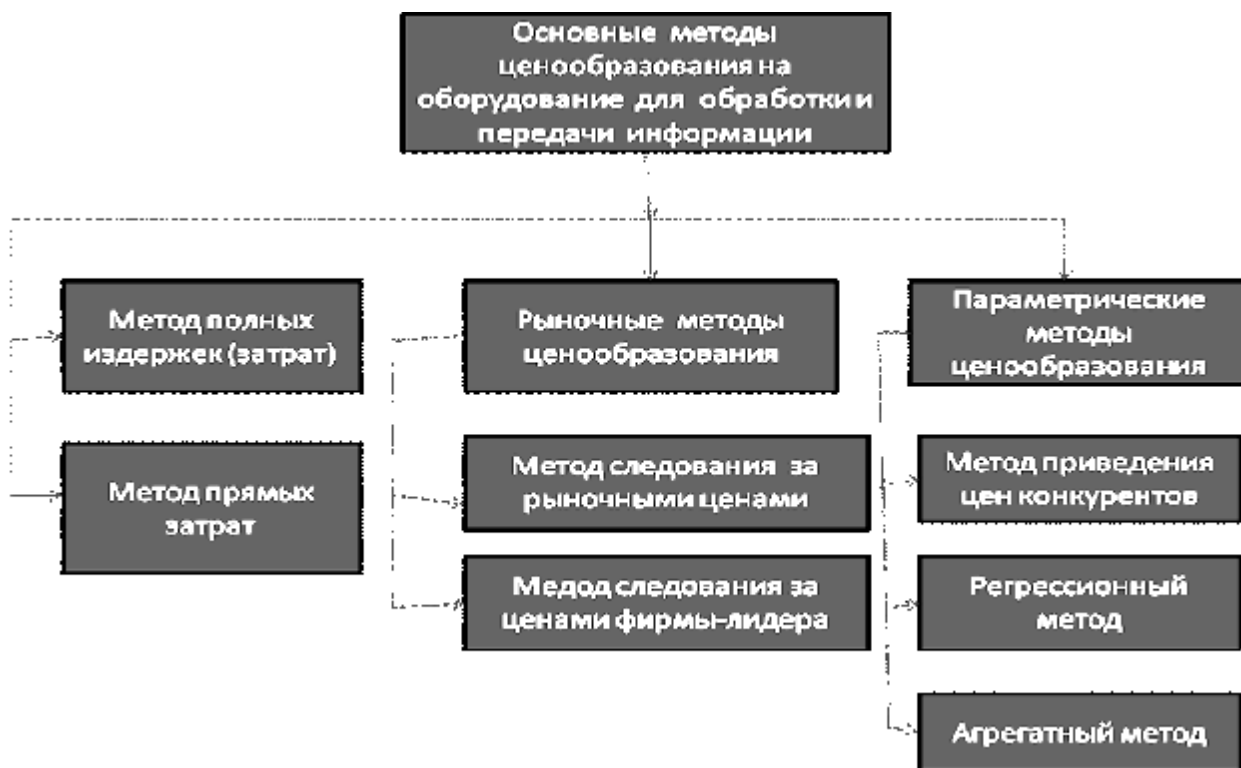 Основные методы
ценообразования на
оборудование для обработки и
передачи информации
Метод полных
издержек (затрат)
Метод прямых
затрат
Рыночные методы
ценообразования
Метод следования за
рыночными ценами
Медод следования за
ценами фирмы-лидера
Параметрические
методы
ценообразования
Метод приведения
цен конкурентов
Регрессионный
метод
Агрегатный метод